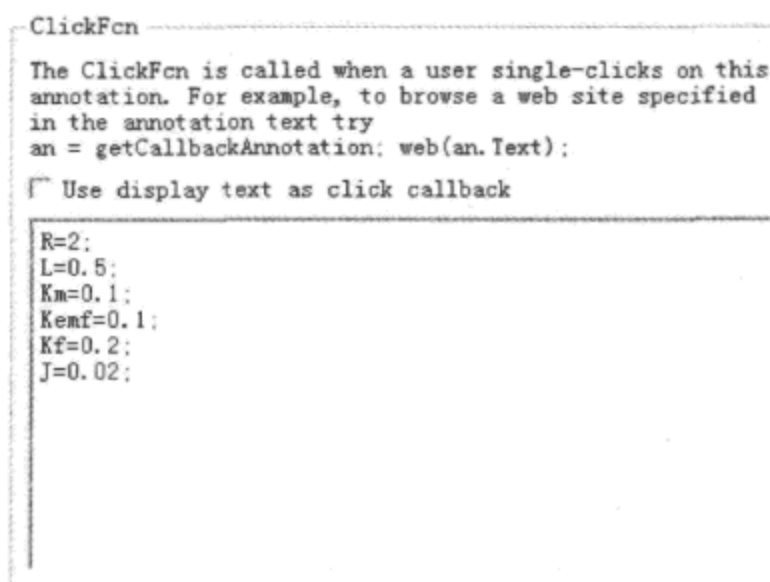 ClickFcn
The ClickFcn is called when a user single-clicks on this
annotation. For example, to browse a web site specified
in the annotation text try
an = getCallbackAnnotation; web(an.Text);
Use display text as click callback
R=2;
L=0.5;
Km=0.1;
Kemf=0.1;
Kf=0.2;
J=0.02;